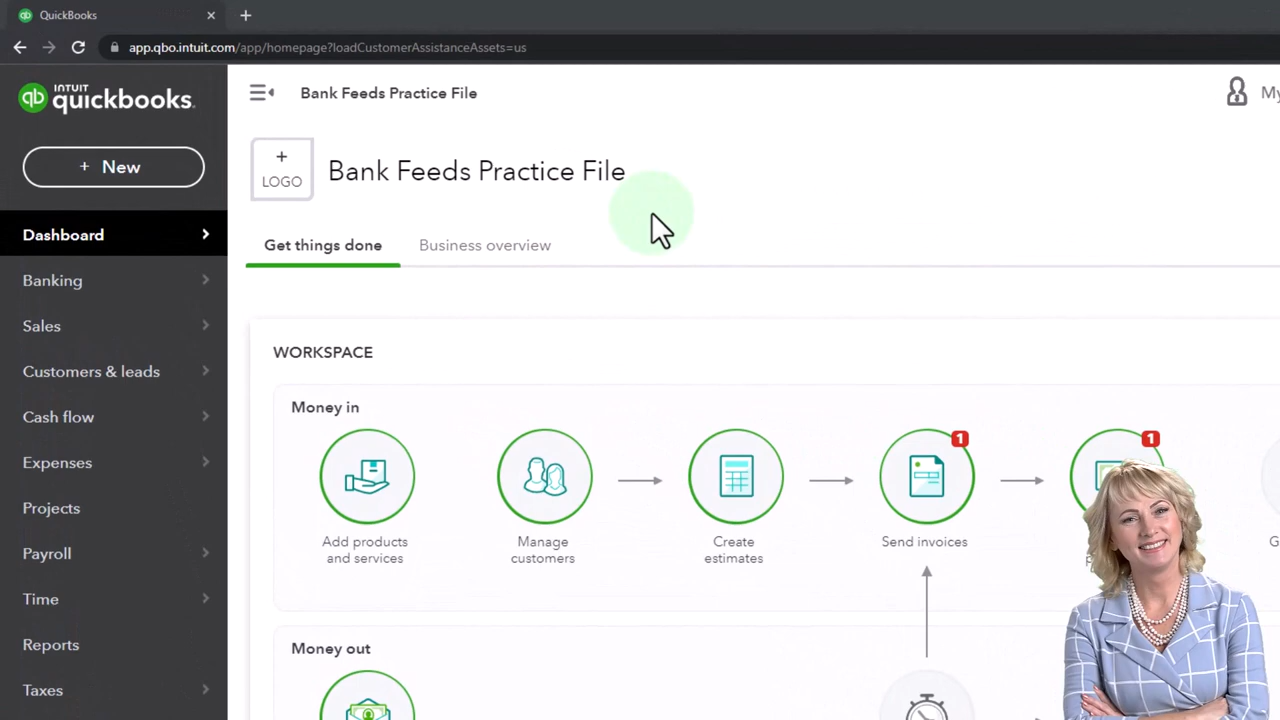 QuickBooks
app.qbo.intuit.com/app/homepage?loadCustomerAssistanceAssets=us
INTUIT
quickbooks.
+ New
Dashboard
Banking
Sales
Customers & leads
Cash flow
Expenses
Projects
Payroll
Time
Reports
Taxes
Bank Feeds Practice File
My
+
LOGO
Bank Feeds Practice File
Get things done
Business overview
WORKSPACE
Money in
1
1
Add products
and services
Manage
customers
Create
estimates
Send invoices
Money out